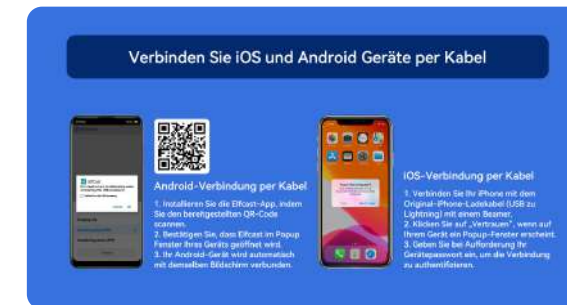 Verbinden Sie iOS und Android Geräte per Kabel
Android-Verbindung per Kabel
1. Installieren Sie die Elfcast-App, indem
Sie den bereitgestellten QR-Code
scannen.
2. Bestätigen Sie, dass Elfcast im Popup
Fenster Ihres Geräts geöffnet wird.
3. Ihr Android-Gerät wird automatisch
mit demselben Bildschirm verbunden.
iOS-Verbindung per Kabel
1. Verbinden Sie Ihr iPhone mit dem
Original-iPhone-Ladekabel (USB zu
Lightning) mit einem Beamer.
2. Klicken Sie auf „Vertrauen", wenn auf
Ihrem Gerät ein Popup-Fenster erscheint.
3. Geben Sie bei Aufforderung Ihr
Gerätepasswort ein, um die Verbindung
zu authentifizieren.